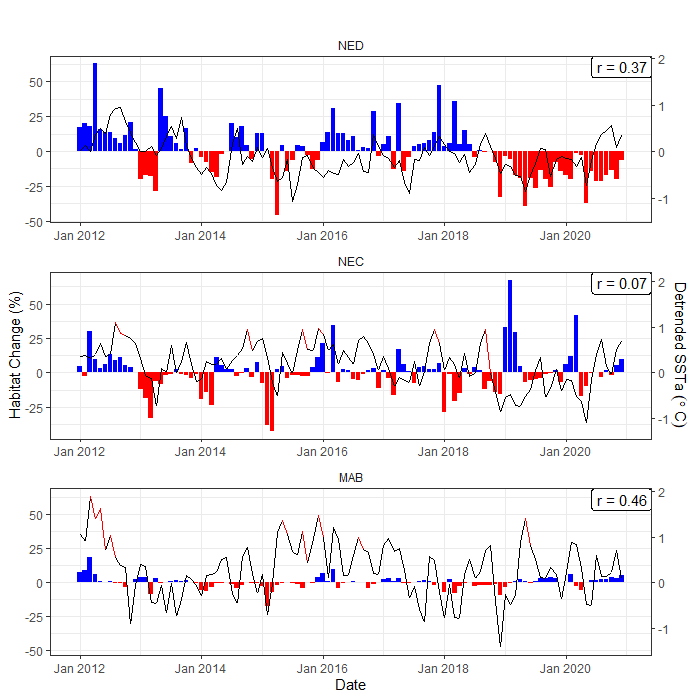 NED
r = 0.37
50
25
0
-25
-50
2
1
0
-1
Jan 2012 Jan 2014 Jan 2016 Jan 2018 Jan 2020
NEC
r = 0.07
50
25
0
-25
2
1
0
-1
Jan 2012 Jan 2014 Jan 2016 Jan 2018 Jan 2020
Habitat Change (%)
Detrended SSTa (°C)
MAB
r = 0.46
50
25
0
-25
-50
2
1
0
-1
Jan 2012 Jan 2014 Jan 2016 Jan 2018 Jan 2020
Date